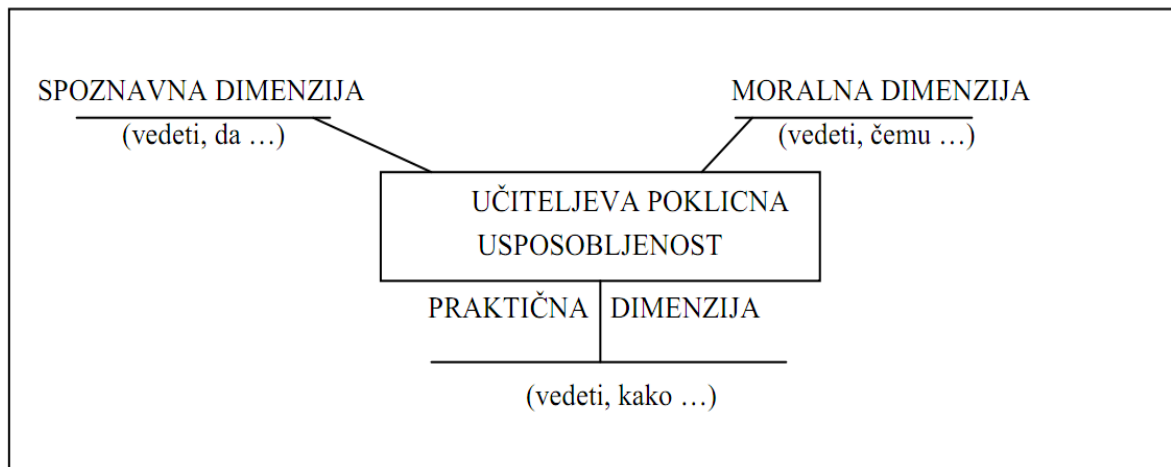 SPOZNAVNA DIMENZIJA
(vedeti, da …)
MORALNA DIMENZIJA
(vedeti, čemu …)
UČITELJEVA POKLICNA
USPOSOBLJENOST
PRAKTIČNA DIMENZIJA
(vedeti, kako …)